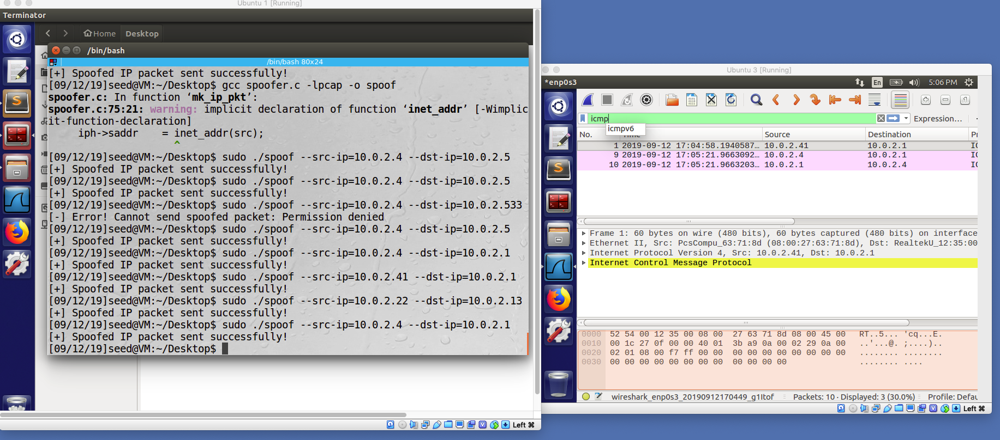 Ubuntu 1 [Running]
Terminator
Home
Desktop
/bin/bash
/bin/bash 80x24
[+] Spoofed IP packet sent successfully!
[09/12/19]seed@VM:~/Desktop$ gcc spoofer.c -lpcap -o spoof
spoofer.c: In function ‘mk_ip_pkt’:
spoofer.c:75:21: warning: implicit declaration of function ‘inet_addr’ [-Wimplic
it-function-declaration]
iph->saddr    = inet_addr(src);
^
[09/12/19]seed@VM:~/Desktop$ sudo ./spoof --src-ip=10.0.2.4 --dst-ip=10.0.2.5
[+] Spoofed IP packet sent successfully!
[09/12/19]seed@VM:~/Desktop$ sudo ./spoof --src-ip=10.0.2.4 --dst-ip=10.0.2.5
[+] Spoofed IP packet sent successfully!
[09/12/19]seed@VM:~/Desktop$ sudo ./spoof --src-ip=10.0.2.4 --dst-ip=10.0.2.533
[-] Error! Cannot send spoofed packet: Permission denied
[09/12/19]seed@VM:~/Desktop$ sudo ./spoof --src-ip=10.0.2.4 --dst-ip=10.0.2.5
[+] Spoofed IP packet sent successfully!
[09/12/19]seed@VM:~/Desktop$ sudo ./spoof --src-ip=10.0.2.4 --dst-ip=10.0.2.1
[+] Spoofed IP packet sent successfully!
[09/12/19]seed@VM:~/Desktop$ sudo ./spoof --src-ip=10.0.2.41 --dst-ip=10.0.2.1
[+] Spoofed IP packet sent successfully!
[09/12/19]seed@VM:~/Desktop$ sudo ./spoof --src-ip=10.0.2.22 --dst-ip=10.0.2.13
[+] Spoofed IP packet sent successfully!
[09/12/19]seed@VM:~/Desktop$ sudo ./spoof --src-ip=10.0.2.4 --dst-ip=10.0.2.1
[+] Spoofed IP packet sent successfully!
[09/12/19]seed@VM:~/Desktop$
Left ⌘
Ubuntu 3 [Running]
*enp0s3
En
5:06 PM
icmp
Expression…
icmpv6
No.
Source
Destination
1 2019-09-12 17:04:58.1940587… 10.0.2.41 10.0.2.1 IC
9 2019-09-12 17:05:21.9663092… 10.0.2.4 10.0.2.1 IC
10 2019-09-12 17:05:21.9663203… 10.0.2.1 10.0.2.4 IC
Frame 1: 60 bytes on wire (480 bits), 60 bytes captured (480 bits) on interface
Ethernet II, Src: PcsCompu_63:71:8d (08:00:27:63:71:8d), Dst: RealtekU_12:35:00
Internet Protocol Version 4, Src: 10.0.2.41, Dst: 10.0.2.1
Internet Control Message Protocol
0000 52 54 00 12 35 00 08 00 27 63 71 8d 08 00 45 00 RT..5... 'cq...E.
0010 00 1c 27 0f 00 00 40 01 3b a9 0a 00 02 29 0a 00 ..'...@. ;....)..
0020 02 01 08 00 f7 ff 00 00 00 00 00 00 00 00 00 00 ........ ........
0030 00 00 00 00 00 00 00 00 00 00 00 00 ........ ....
wireshark_enp0s3_20190912170449_g1Itof
Packets: 10 · Displayed: 3 (30.0%)
Profile: Defau
Left ⌘